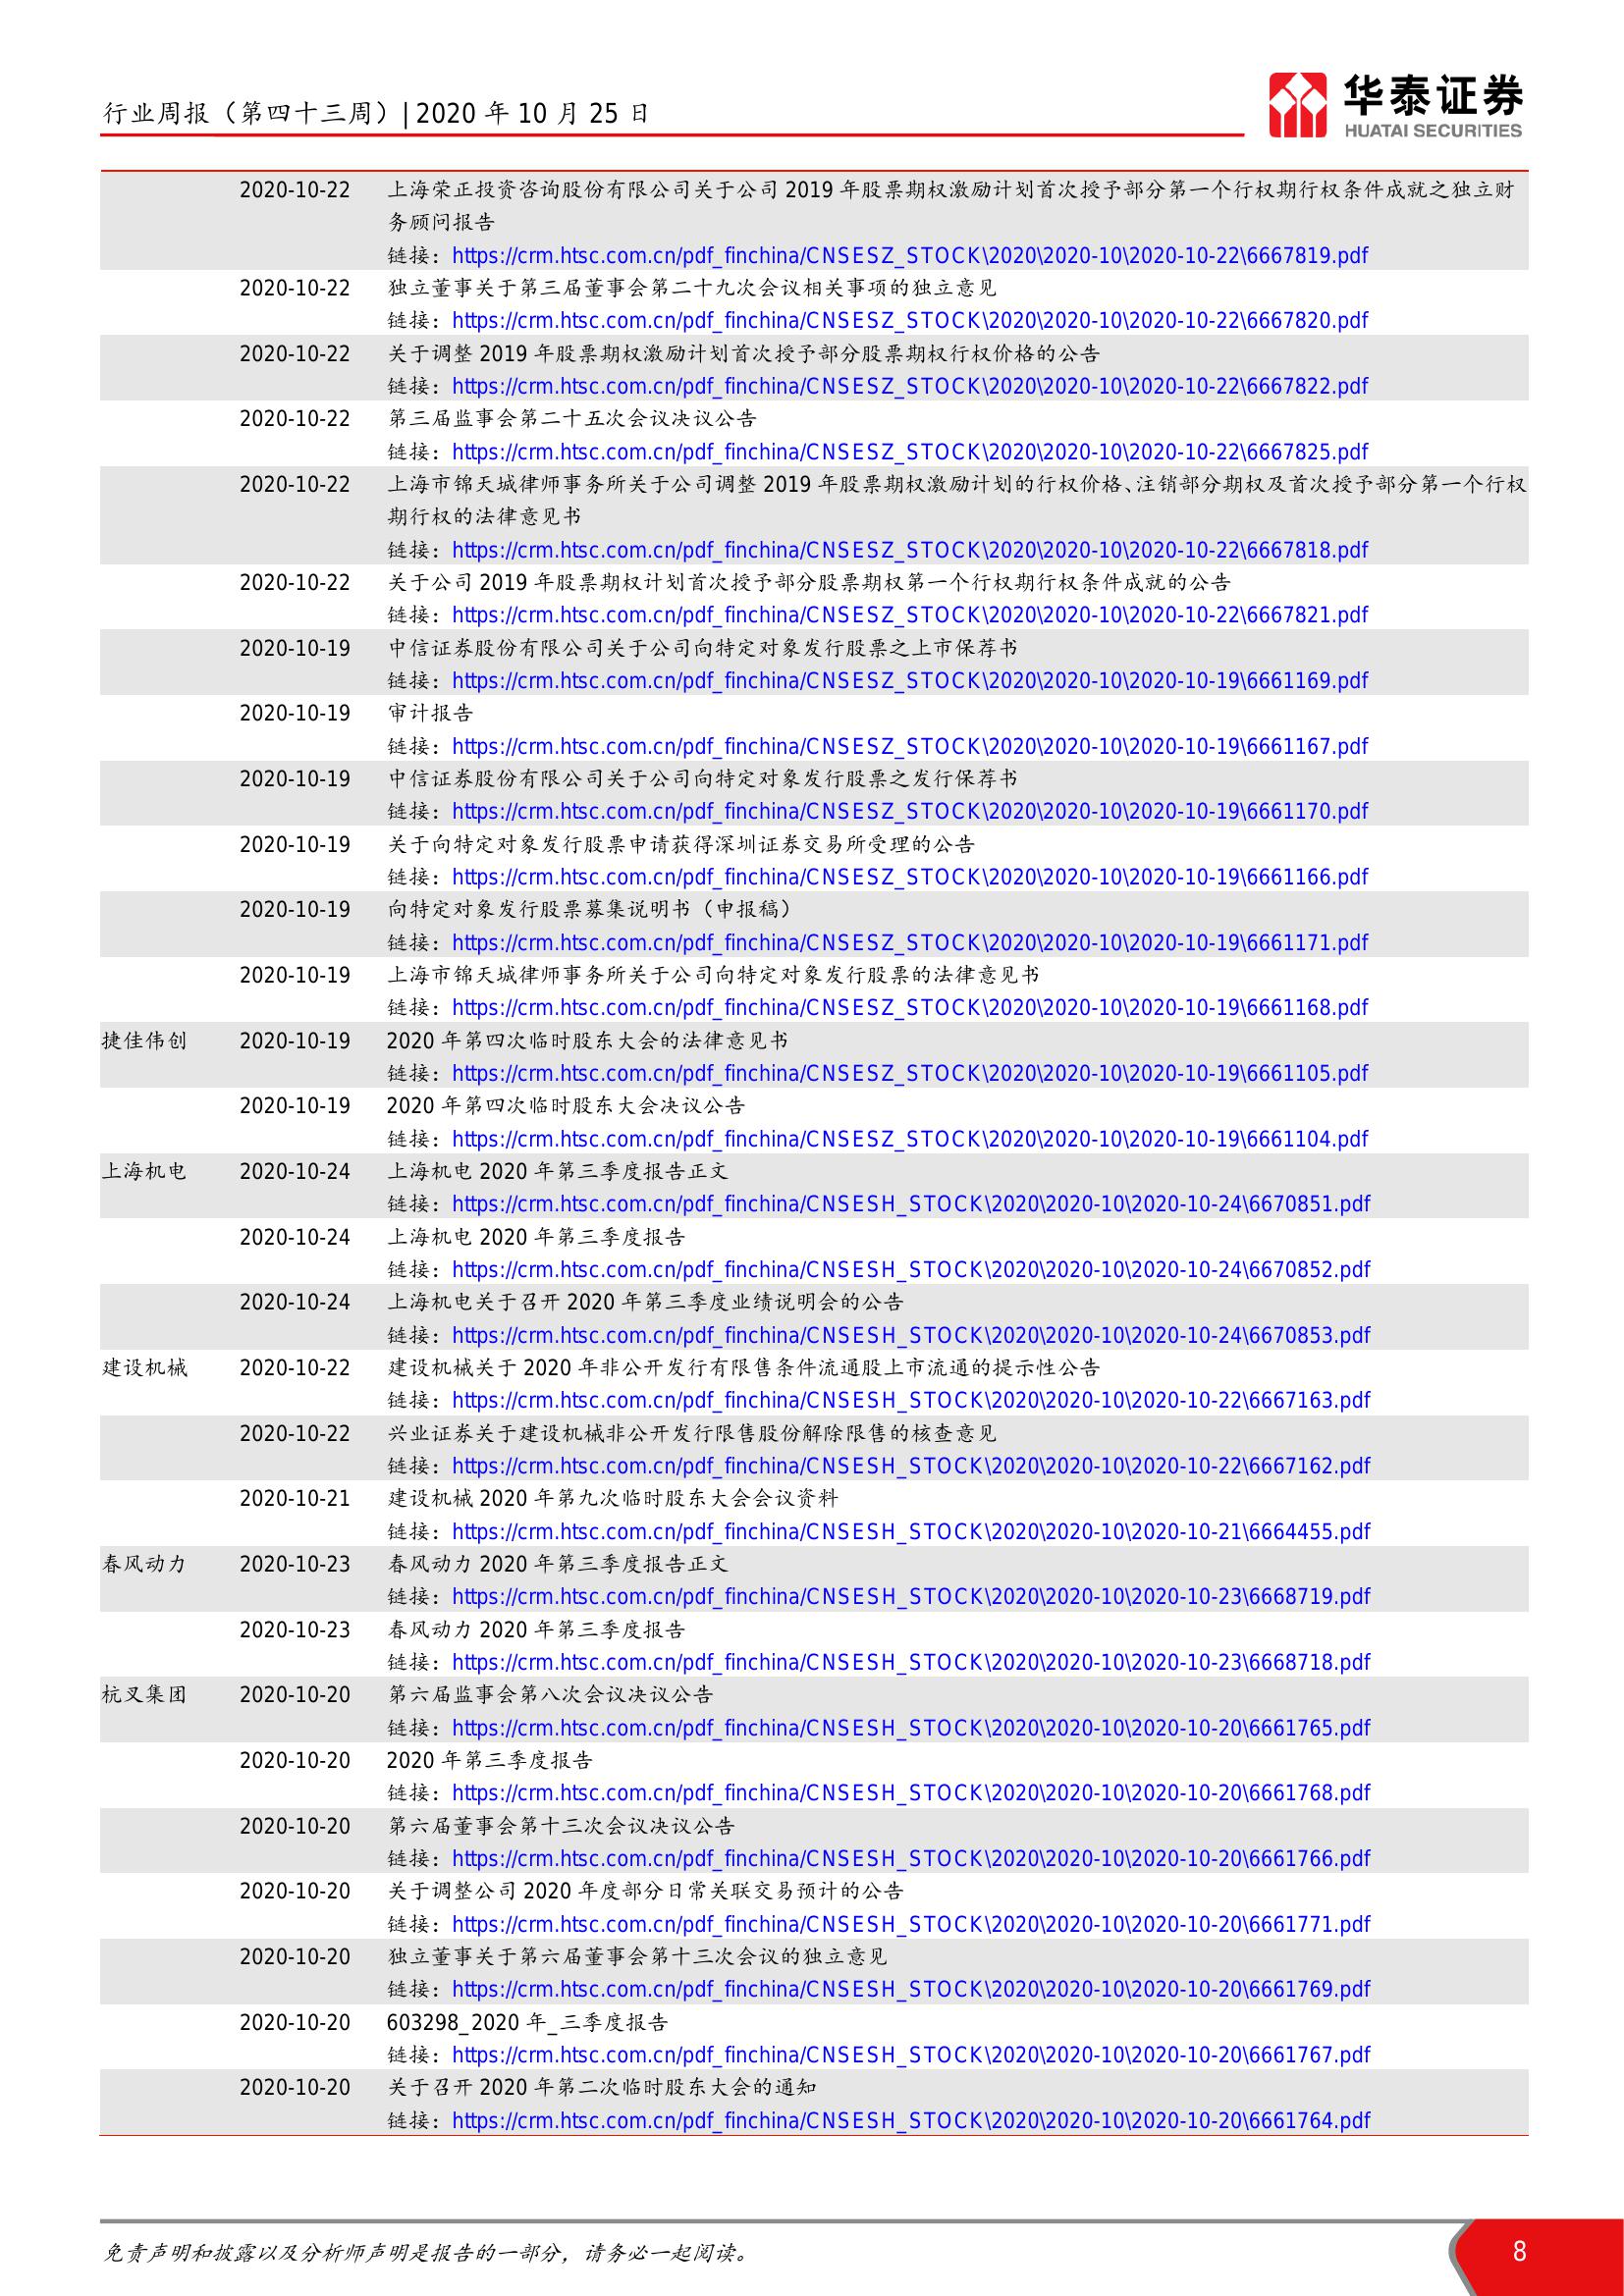 行业周报（第四十三周）| 2020 年 10 月 25 日
华泰证券
HUATAI SECURITIES
2020-10-22 上海荣正投资咨询股份有限公司关于公司 2019 年股票期权激励计划首次授予部分第一个行权期行权条件成就之独立财
务顾问报告
链接：https://crm.htsc.com.cn/pdf_finchina/CNSESZ_STOCK\2020\2020-10\2020-10-22\6667819.pdf
2020-10-22 独立董事关于第三届董事会第二十九次会议相关事项的独立意见
链接：https://crm.htsc.com.cn/pdf_finchina/CNSESZ_STOCK\2020\2020-10\2020-10-22\6667820.pdf
2020-10-22 关于调整 2019 年股票期权激励计划首次授予部分股票期权行权价格的公告
链接：https://crm.htsc.com.cn/pdf_finchina/CNSESZ_STOCK\2020\2020-10\2020-10-22\6667822.pdf
2020-10-22 第三届监事会第二十五次会议决议公告
链接：https://crm.htsc.com.cn/pdf_finchina/CNSESZ_STOCK\2020\2020-10\2020-10-22\6667825.pdf
2020-10-22 上海市锦天城律师事务所关于公司调整 2019 年股票期权激励计划的行权价格、注销部分期权及首次授予部分第一个行权
期行权的法律意见书
链接：https://crm.htsc.com.cn/pdf_finchina/CNSESZ_STOCK\2020\2020-10\2020-10-22\6667818.pdf
2020-10-22 关于公司 2019 年股票期权计划首次授予部分股票期权第一个行权期行权条件成就的公告
链接：https://crm.htsc.com.cn/pdf_finchina/CNSESZ_STOCK\2020\2020-10\2020-10-22\6667821.pdf
2020-10-19 中信证券股份有限公司关于公司向特定对象发行股票之上市保荐书
链接：https://crm.htsc.com.cn/pdf_finchina/CNSESZ_STOCK\2020\2020-10\2020-10-19\6661169.pdf
2020-10-19 审计报告
链接：https://crm.htsc.com.cn/pdf_finchina/CNSESZ_STOCK\2020\2020-10\2020-10-19\6661167.pdf
2020-10-19 中信证券股份有限公司关于公司向特定对象发行股票之发行保荐书
链接：https://crm.htsc.com.cn/pdf_finchina/CNSESZ_STOCK\2020\2020-10\2020-10-19\6661170.pdf
2020-10-19 关于向特定对象发行股票申请获得深圳证券交易所受理的公告
链接：https://crm.htsc.com.cn/pdf_finchina/CNSESZ_STOCK\2020\2020-10\2020-10-19\6661166.pdf
2020-10-19 向特定对象发行股票募集说明书（申报稿）
链接：https://crm.htsc.com.cn/pdf_finchina/CNSESZ_STOCK\2020\2020-10\2020-10-19\6661171.pdf
2020-10-19 上海市锦天城律师事务所关于公司向特定对象发行股票的法律意见书
链接：https://crm.htsc.com.cn/pdf_finchina/CNSESZ_STOCK\2020\2020-10\2020-10-19\6661168.pdf
捷佳伟创 2020-10-19 2020 年第四次临时股东大会的法律意见书
链接：https://crm.htsc.com.cn/pdf_finchina/CNSESZ_STOCK\2020\2020-10\2020-10-19\6661105.pdf
2020-10-19 2020 年第四次临时股东大会决议公告
链接：https://crm.htsc.com.cn/pdf_finchina/CNSESZ_STOCK\2020\2020-10\2020-10-19\6661104.pdf
上海机电 2020-10-24 上海机电 2020 年第三季度报告正文
链接：https://crm.htsc.com.cn/pdf_finchina/CNSESH_STOCK\2020\2020-10\2020-10-24\6670851.pdf
2020-10-24 上海机电 2020 年第三季度报告
链接：https://crm.htsc.com.cn/pdf_finchina/CNSESH_STOCK\2020\2020-10\2020-10-24\6670852.pdf
2020-10-24 上海机电关于召开 2020 年第三季度业绩说明会的公告
链接：https://crm.htsc.com.cn/pdf_finchina/CNSESH_STOCK\2020\2020-10\2020-10-24\6670853.pdf
建设机械 2020-10-22 建设机械关于 2020 年非公开发行有限售条件流通股上市流通的提示性公告
链接：https://crm.htsc.com.cn/pdf_finchina/CNSESH_STOCK\2020\2020-10\2020-10-22\6667163.pdf
2020-10-22 兴业证券关于建设机械非公开发行限售股份解除限售的核查意见
链接：https://crm.htsc.com.cn/pdf_finchina/CNSESH_STOCK\2020\2020-10\2020-10-22\6667162.pdf
2020-10-21 建设机械 2020 年第九次临时股东大会会议资料
链接：https://crm.htsc.com.cn/pdf_finchina/CNSESH_STOCK\2020\2020-10\2020-10-21\6664455.pdf
春风动力 2020-10-23 春风动力 2020 年第三季度报告正文
链接：https://crm.htsc.com.cn/pdf_finchina/CNSESH_STOCK\2020\2020-10\2020-10-23\6668719.pdf
2020-10-23 春风动力 2020 年第三季度报告
链接：https://crm.htsc.com.cn/pdf_finchina/CNSESH_STOCK\2020\2020-10\2020-10-23\6668718.pdf
杭叉集团 2020-10-20 第六届监事会第八次会议决议公告
链接：https://crm.htsc.com.cn/pdf_finchina/CNSESH_STOCK\2020\2020-10\2020-10-20\6661765.pdf
2020-10-20 2020 年第三季度报告
链接：https://crm.htsc.com.cn/pdf_finchina/CNSESH_STOCK\2020\2020-10\2020-10-20\6661768.pdf
2020-10-20 第六届董事会第十三次会议决议公告
链接：https://crm.htsc.com.cn/pdf_finchina/CNSESH_STOCK\2020\2020-10\2020-10-20\6661766.pdf
2020-10-20 关于调整公司 2020 年度部分日常关联交易预计的公告
链接：https://crm.htsc.com.cn/pdf_finchina/CNSESH_STOCK\2020\2020-10\2020-10-20\6661771.pdf
2020-10-20 独立董事关于第六届董事会第十三次会议的独立意见
链接：https://crm.htsc.com.cn/pdf_finchina/CNSESH_STOCK\2020\2020-10\2020-10-20\6661769.pdf
2020-10-20 603298_2020 年_三季度报告
链接：https://crm.htsc.com.cn/pdf_finchina/CNSESH_STOCK\2020\2020-10\2020-10-20\6661767.pdf
2020-10-20 关于召开 2020 年第二次临时股东大会的通知
链接：https://crm.htsc.com.cn/pdf_finchina/CNSESH_STOCK\2020\2020-10\2020-10-20\6661764.pdf
免责声明和披露以及分析师声明是报告的一部分，请务必一起阅读。
8